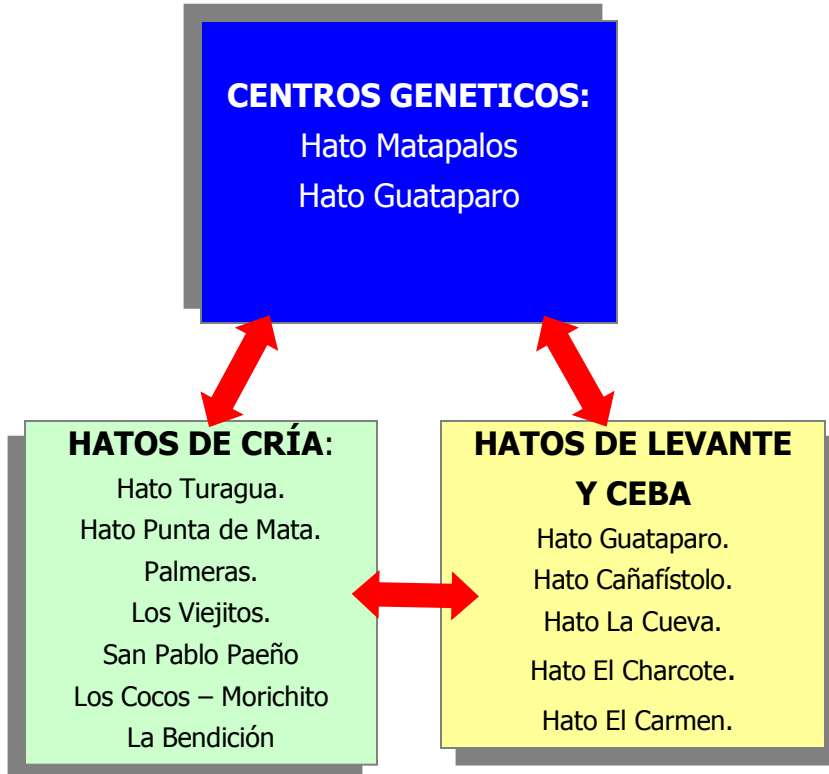 CENTROS GENETICOS:
Hato Matapalos
Hato Guataparo
HATOS DE CRÍA:
Hato Turagua.
Hato Punta de Mata.
Palmeras.
Los Viejitos.
San Pablo Paeño
Los Cocos – Morichito
La Bendición
HATOS DE LEVANTE
Y CEBA
Hato Guataparo.
Hato Cañafístolo.
Hato La Cueva.
Hato El Charcote.
Hato El Carmen.